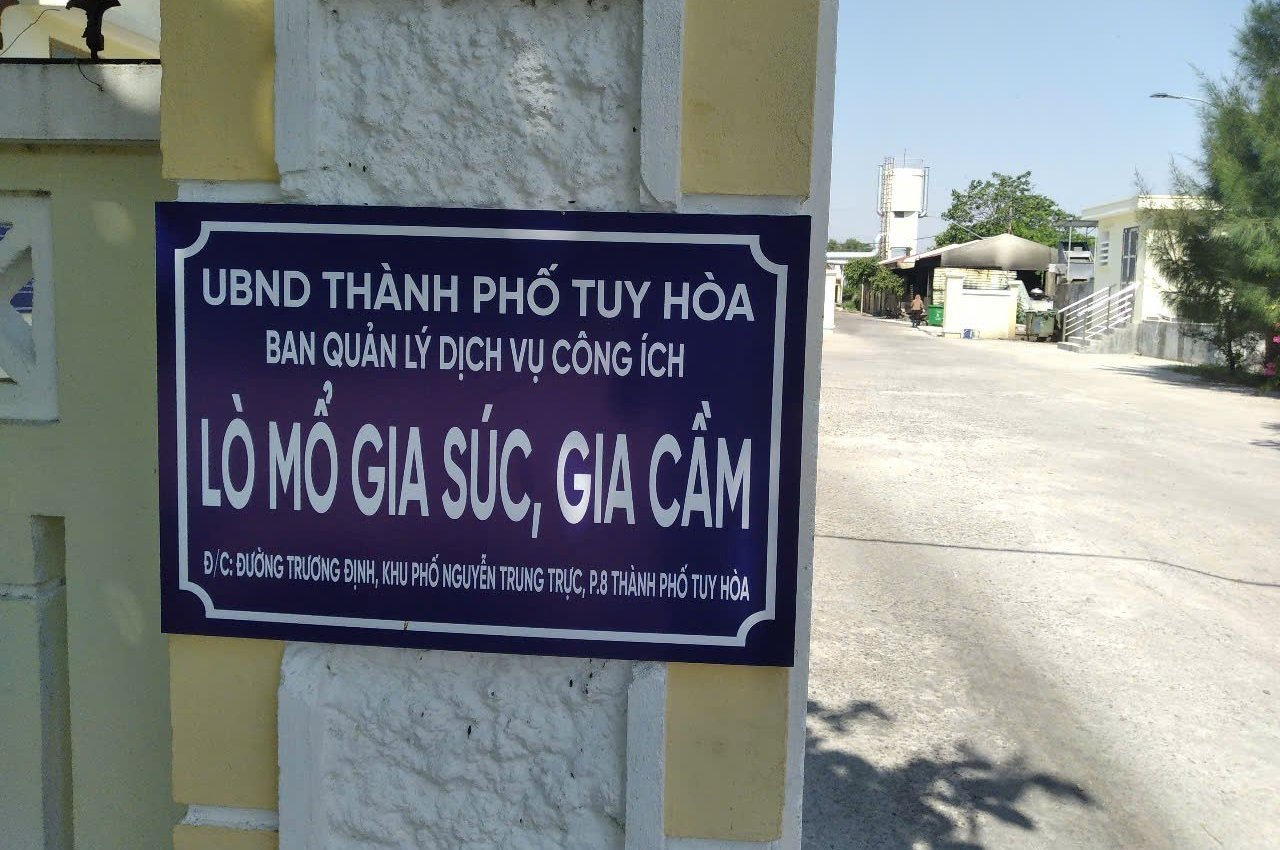 UBND THÀNH PHỐ TUY HÒA
BAN QUẢN LÝ DỊCH VỤ CÔNG ÍCH
LÒ MỔ GIA SÚC, GIA CẦM
Đ/C: ĐƯỜNG TRƯƠNG ĐỊNH, KHU PHỐ NGUYỄN TRUNG TRỰC, P.8 THÀNH PHỐ TUY HÒA